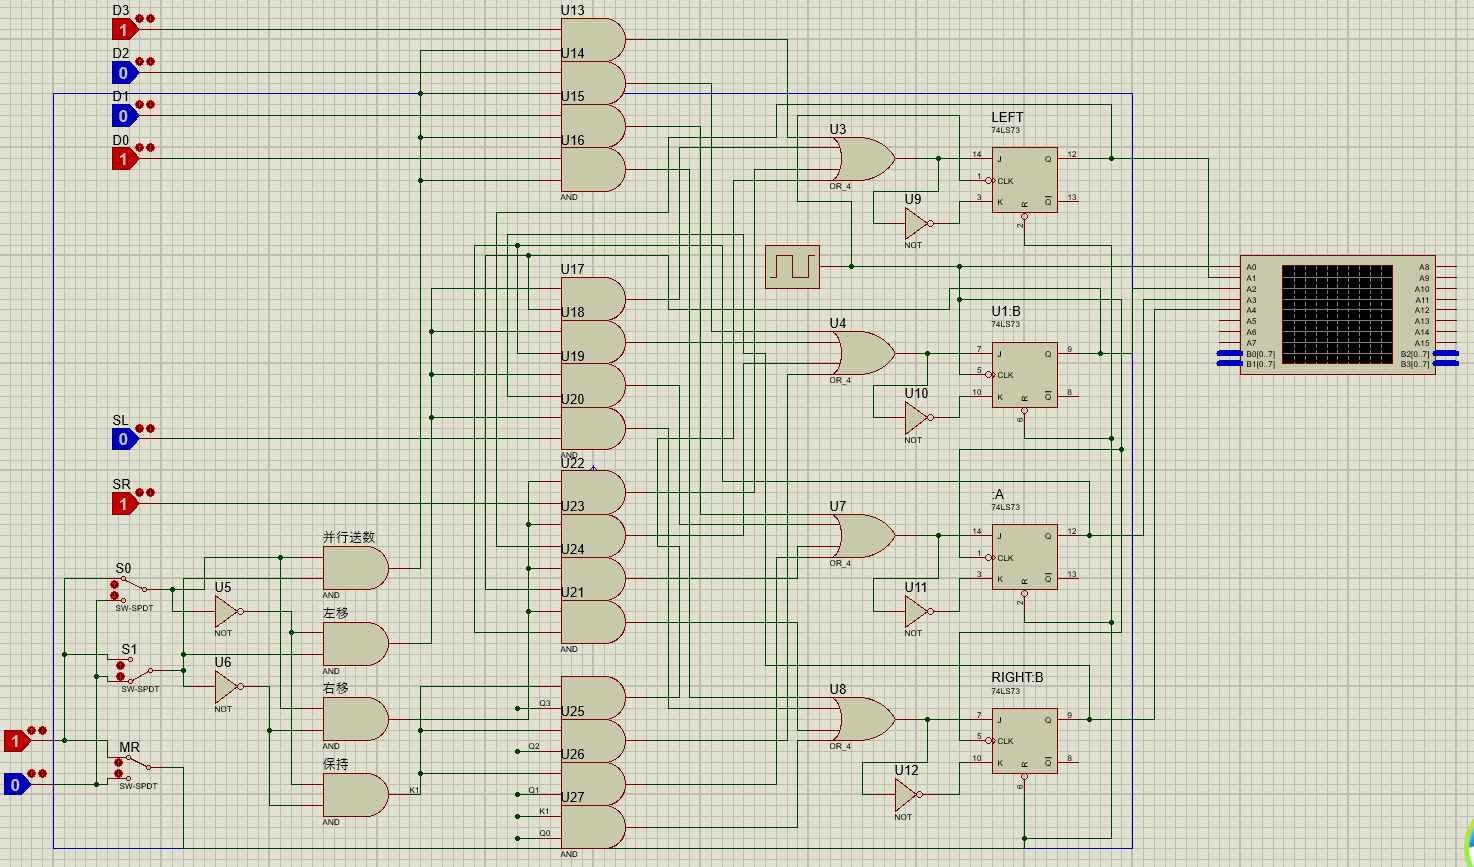 D3
1
D2
0
D1
0
D0
1
U13
U14
U15
U16
AND
U3
OR_4
LEFT
74LS73
14 J Q 12
1 CLK
3 K Q 13
R
2
U9
NOT
U17
U18
U19
U20
AND
U4
OR_4
U1:B
74LS73
7 J Q 9
5 CLK
10 K Q 8
R
6
U10
NOT
A0 A8
A1 A9
A2 A10
A3 A11
A4 A12
A5 A13
A6 A14
A7 A15
B0[0..7] B2[0..7]
B1[0..7] B3[0..7]
SL
0
SR
1
U22
U23
U24
U21
AND
U7
OR_4
:A
74LS73
14 J Q 12
1 CLK
3 K Q 13
R
2
U11
NOT
并行送数
AND
S0
SW-SPDT
U5
NOT
左移
AND
S1
SW-SPDT
U6
NOT
右移
AND
1
0
MR
SW-SPDT
保持
AND
K1
Q3
U25
Q2
U26
Q1
U27
K1
Q0
AND
U8
OR_4
RIGHT:B
74LS73
7 J Q 9
5 CLK
10 K Q 8
R
6
U12
NOT